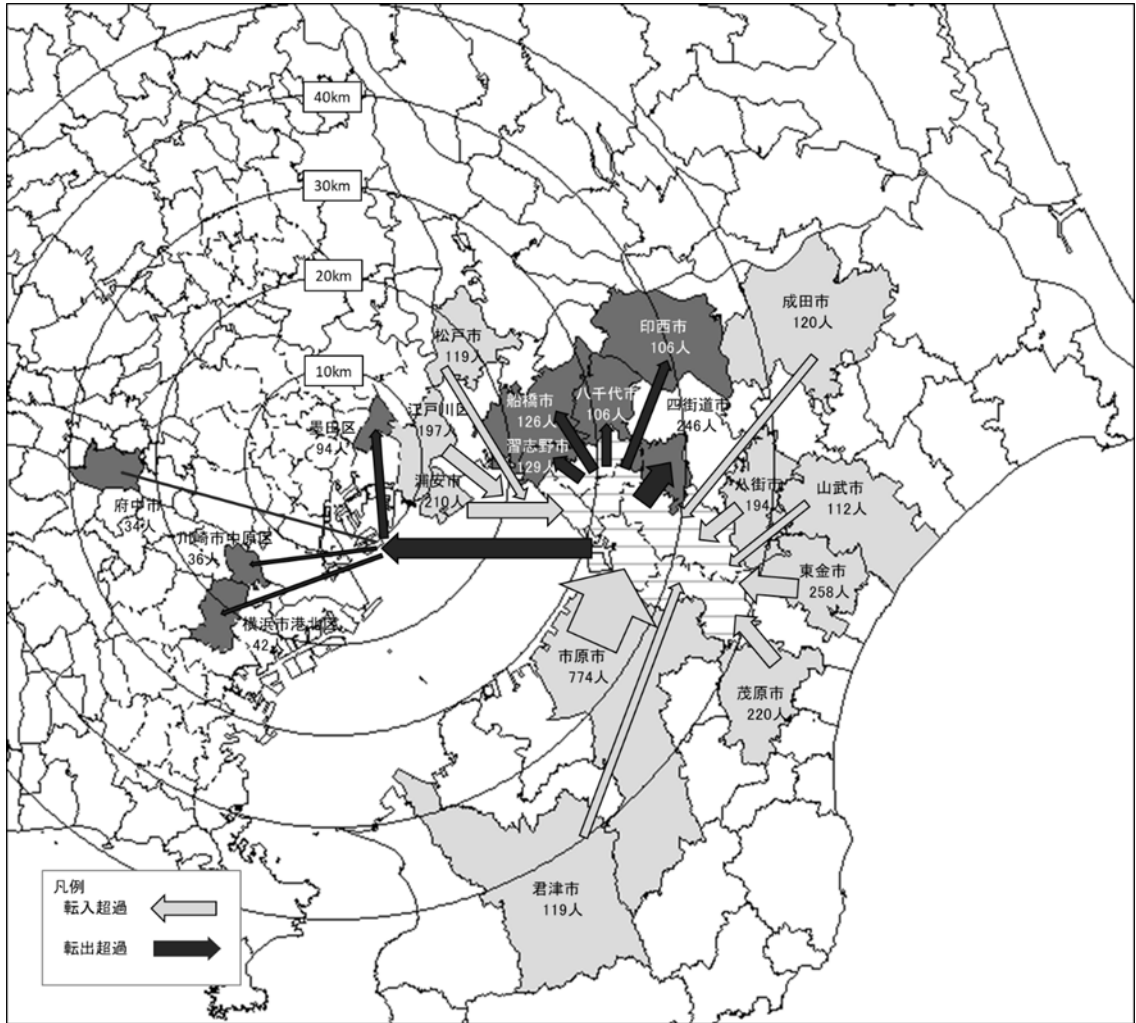 40km
30km
20km
10km
成田市
120人
松戸市
119人
印西市
106人
船橋市
126人
八千代市
106人
四街道市
246人
江戸川区
197人
墨田区
94人
習志野市
129人
浦安市
210人
八街市
194人
山武市
112人
府中市
34人
川崎市中原区
36人
東金市
258人
横浜市港北区
42人
市原市
774人
茂原市
220人
君津市
119人
凡例
転入超過
転出超過